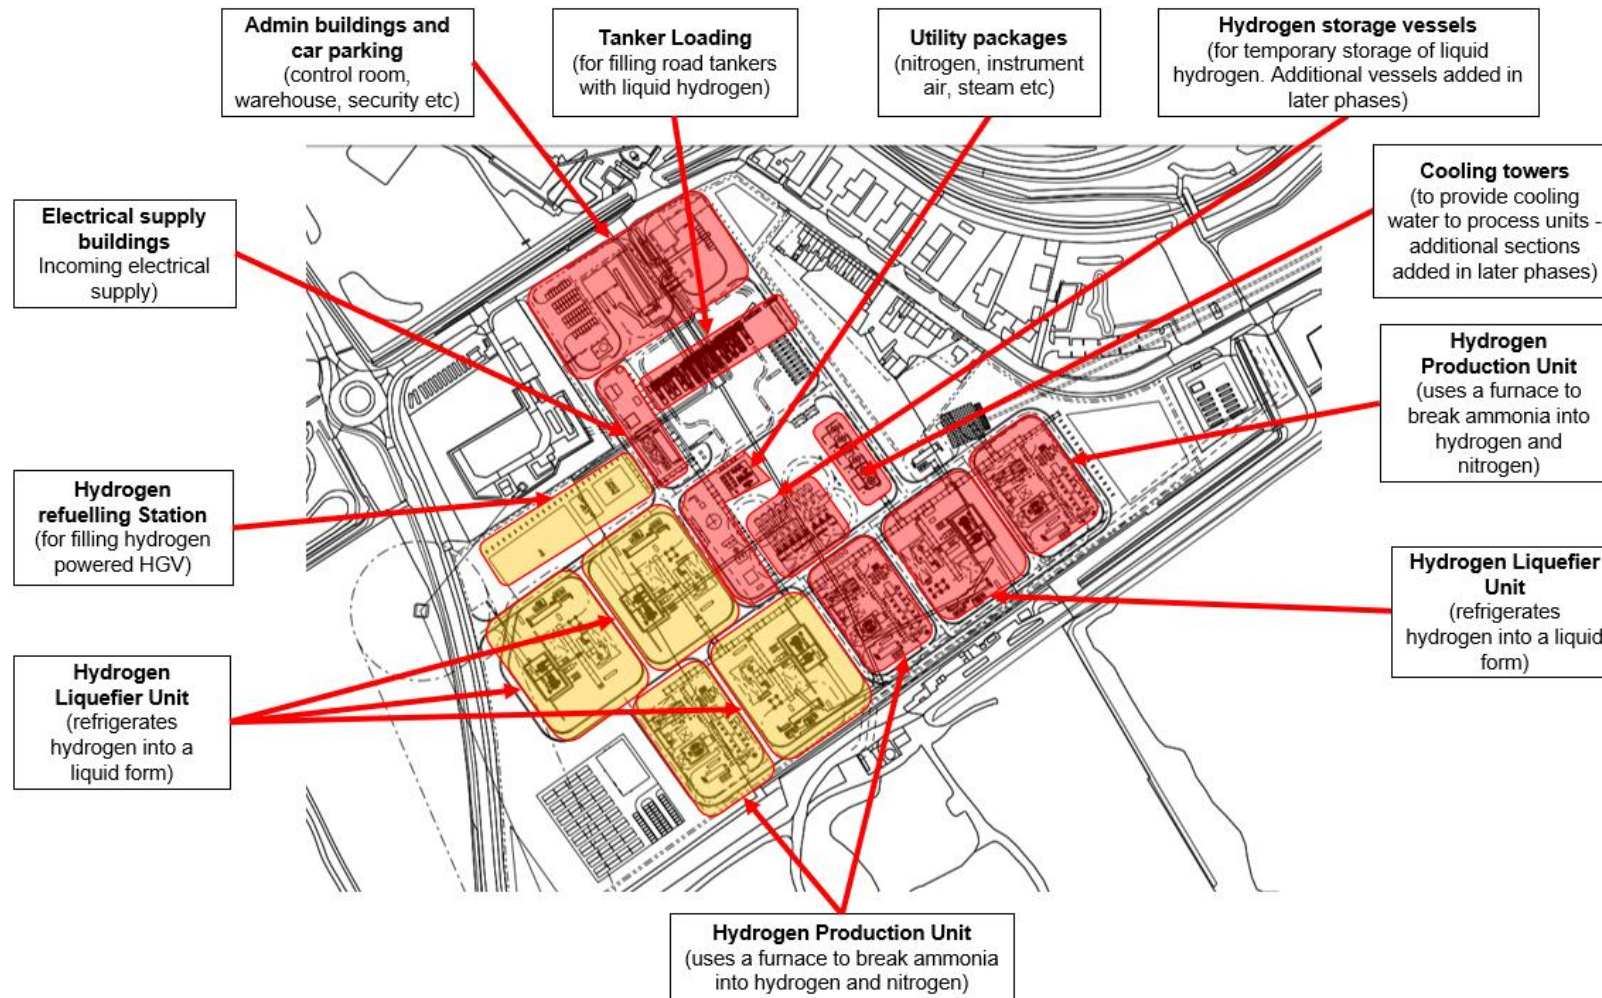 Admin buildings and
car parking
(control room,
warehouse, security etc)
Tanker Loading
(for filling road tankers
with liquid hydrogen)
Utility packages
(nitrogen, instrument
air, steam etc)
Hydrogen storage vessels
(for temporary storage of liquid
hydrogen. Additional vessels added in
later phases)
Cooling towers
(to provide cooling
water to process units -
additional sections
added in later phases)
Electrical supply
buildings
Incoming electrical
supply)
Hydrogen
Production Unit
(uses a furnace to
break ammonia into
hydrogen and
nitrogen)
Hydrogen
refuelling Station
(for filling hydrogen
powered HGV)
Hydrogen Liquefier
Unit
(refrigerates
hydrogen into a liquid
form)
Hydrogen
Liquefier Unit
(refrigerates
hydrogen into a
liquid form)
Hydrogen Production Unit
(uses a furnace to break ammonia
into hydrogen and nitrogen)